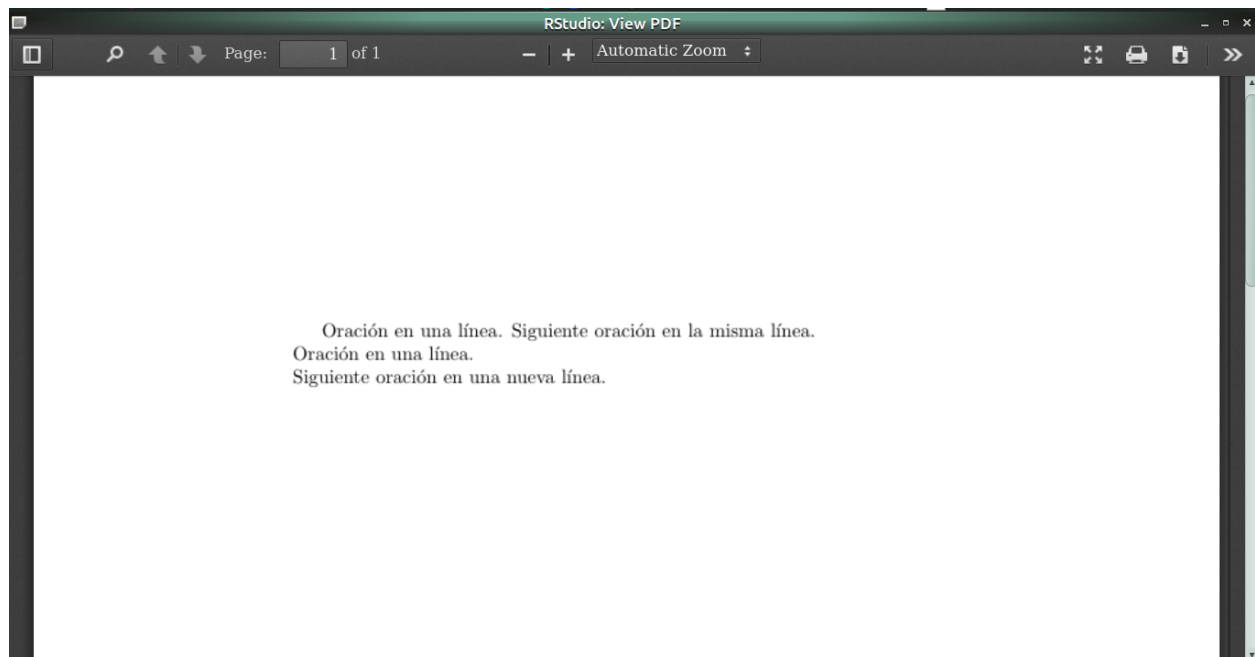 RStudio: View PDF
Page: 1 of 1 Automatic Zoom
Oración en una línea. Siguiente oración en la misma línea.
Oración en una línea.
Siguiente oración en una nueva línea.